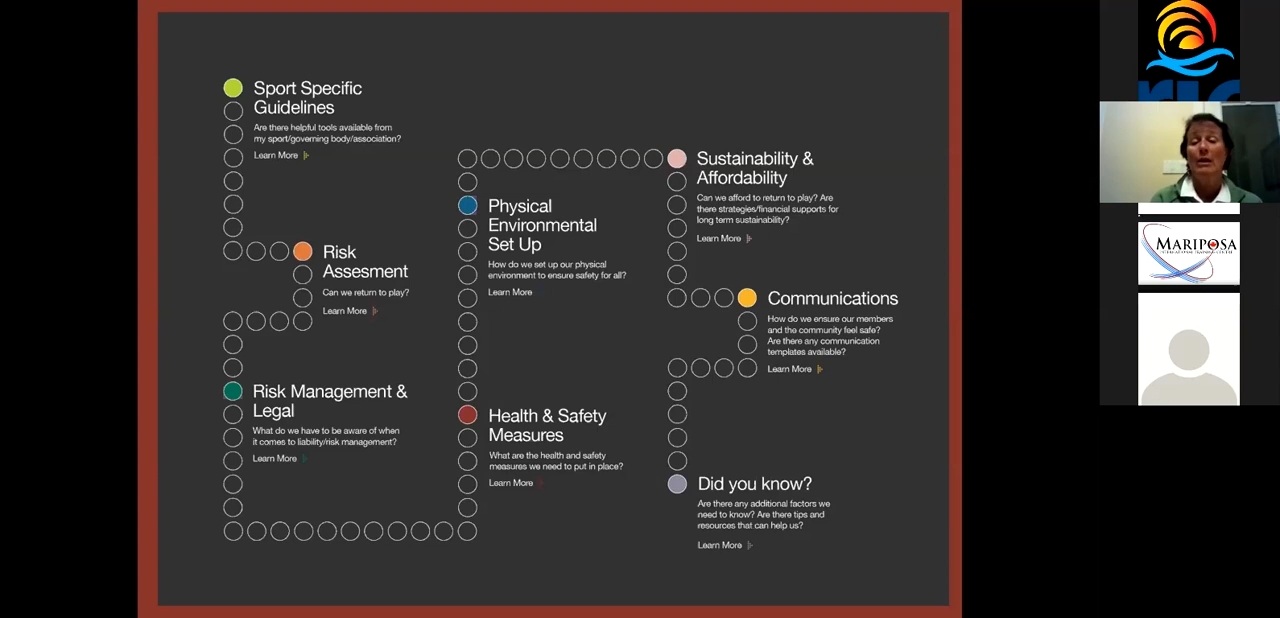 Sport Specific
Guidelines
Are there helpful tools available from
my sport/governing body/association?
Learn More
Risk
Assesment
Can we return to play?
Learn More
Risk Management &
Legal
What do we have to be aware of when
it comes to liability/risk management?
Learn More
Physical
Environmental
Set Up
How do we set up our physical
environment to ensure safety for all?
Learn More
Health & Safety
Measures
What are the health and safety
measures we need to put in place?
Learn More
Sustainability &
Affordability
Can we afford to return to play? Are
there strategies/financial supports for
long term sustainability?
Learn More
Communications
How do we ensure our members
and the community feel safe?
Are there any communication
templates available?
Learn More
Did you know?
Are there any additional factors we
need to know? Are there tips and
resources that can help us?
Learn More
MARIPOSA